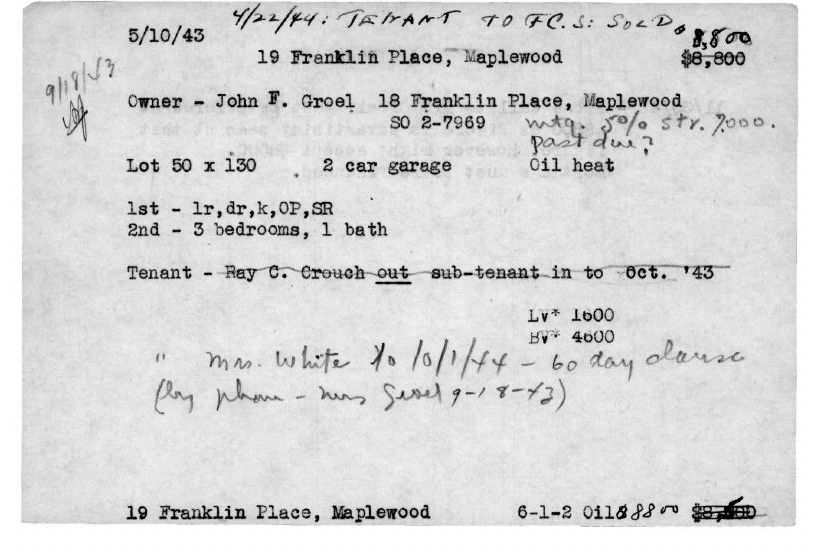 4/22/44: TENANT TO F.C.S: SOLD.
5/10/43 8,800
19 Franklin Place, Maplewood $8,800
9/18/53
Owner - John F. Groel 18 Franklin Place, Maplewood
SO 2-7969 mtg. 5% str. 7000.
past due?
Lot 50 x 130 2 car garage Oil heat
1st - lr,dr,k,OP,SR
2nd - 3 bedrooms, 1 bath
Tenant - Ray C. Crouch out sub-tenant in to Oct. '43
LV* 1600
BV* 4600
" Mrs. White to 10/1/44 - 60 day clause
(by phone - Mrs Groel 9-18-43)
19 Franklin Place, Maplewood 6-1-2 Oil 8800